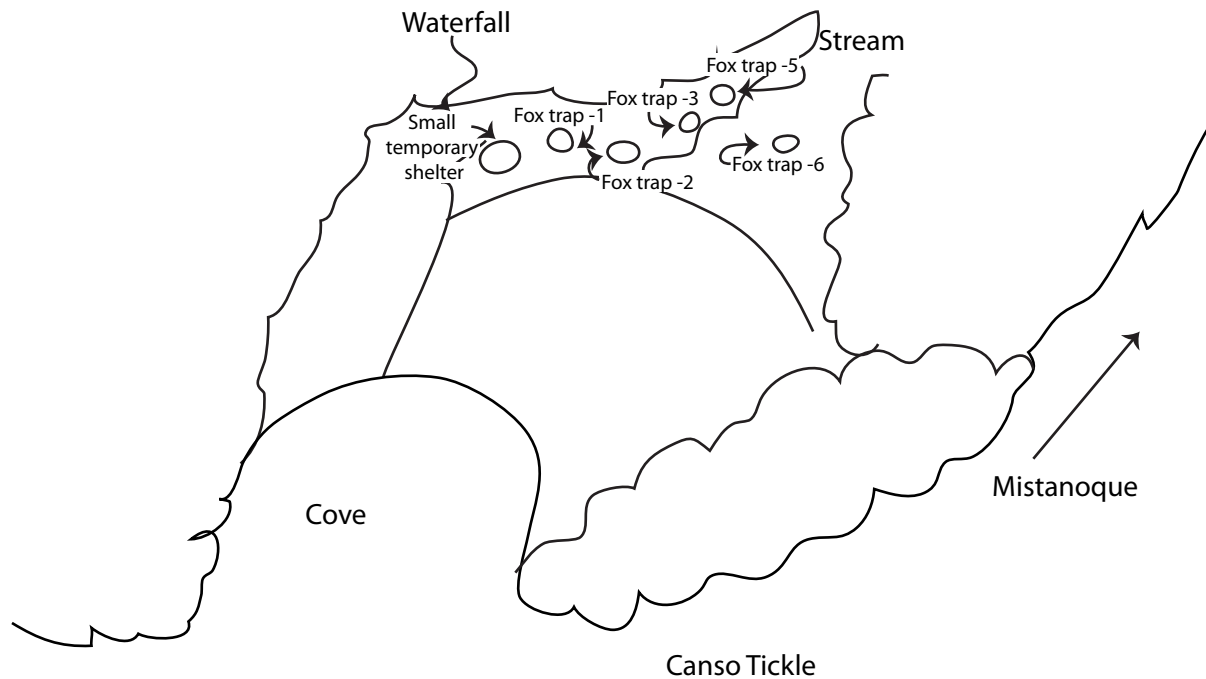 Waterfall
Stream
Fox trap -5
Fox trap -3
Fox trap -1
Small
temporary
shelter
Fox trap -6
Fox trap -2
Mistanoque
Cove
Canso Tickle